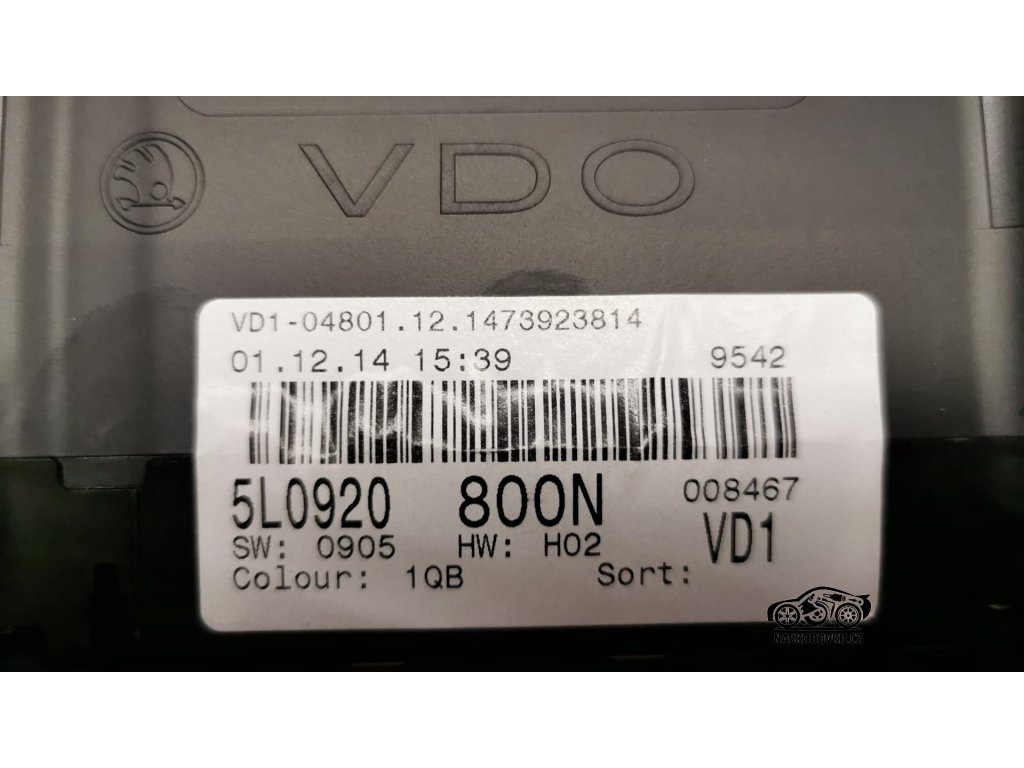 VDO
VD1-04801.12.1473923814
01.12.14 15:39 9542
5L0920 800N 008467
SW: 0905 HW: H02 VD1
Colour: 1QB Sort:
NASKODOVKU.CZ